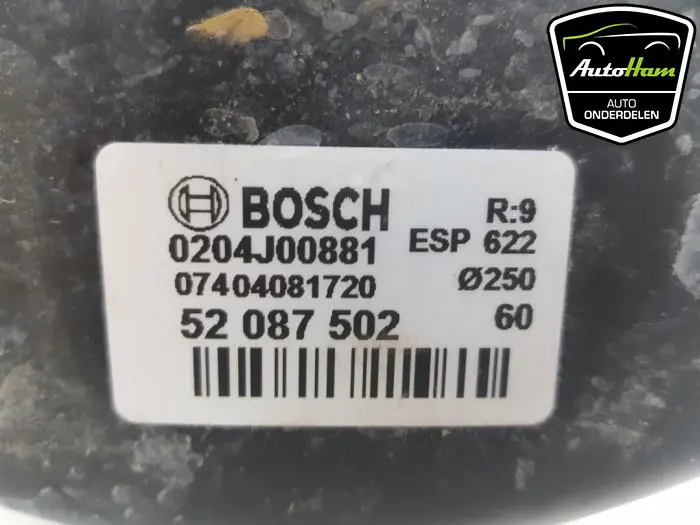 AutoHam
AUTO
ONDERDELEN
BOSCH R:9
0204J00881 ESP 622
07404081720 Ø250
52 087 502 60